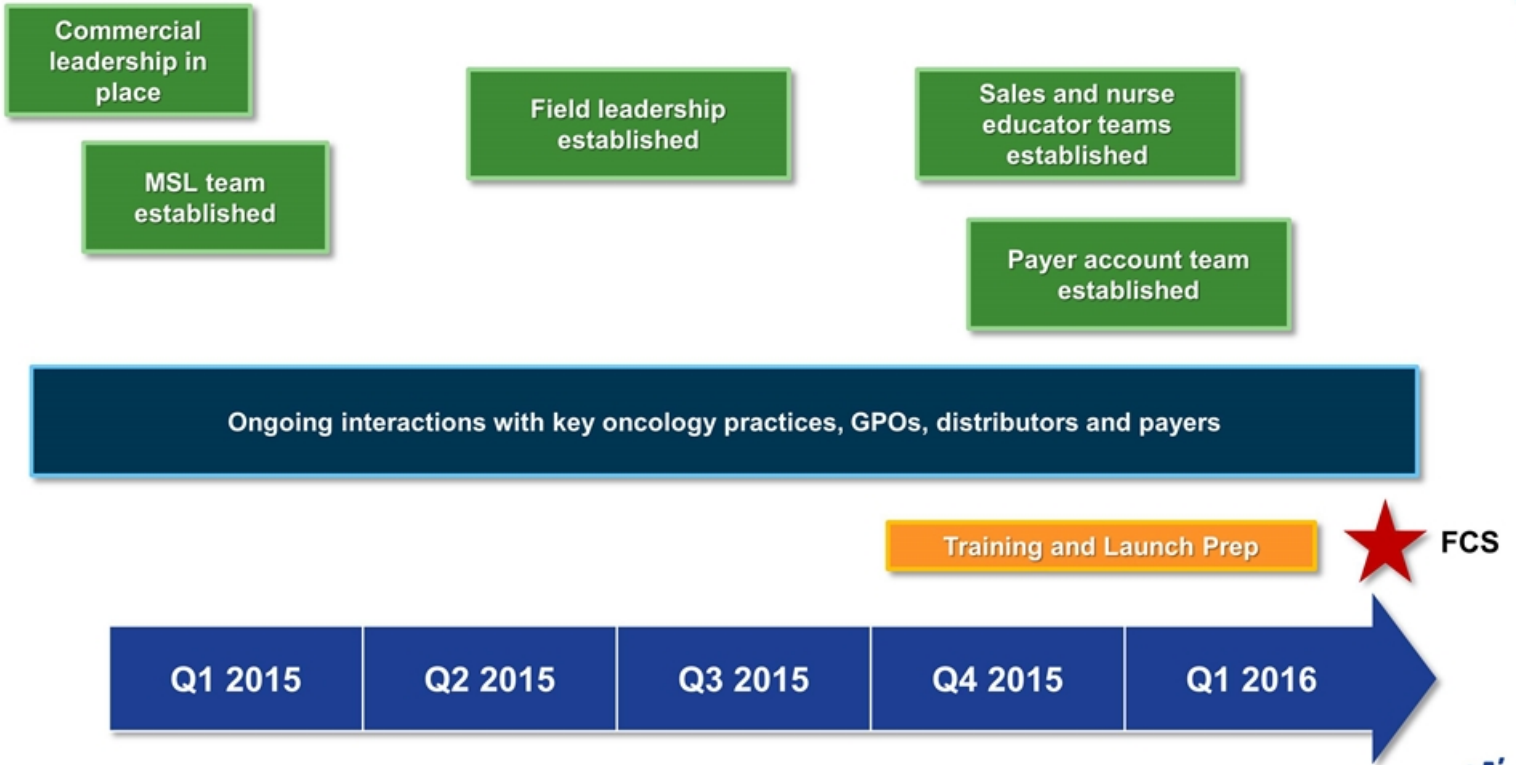 Commercial
leadership in
place
MSL team
established
Field leadership
established
Sales and nurse
educator teams
established
Payer account team
established
Ongoing interactions with key oncology practices, GPOs, distributors and payers
Training and Launch Prep
FCS
Q1 2015
Q2 2015
Q3 2015
Q4 2015
Q1 2016